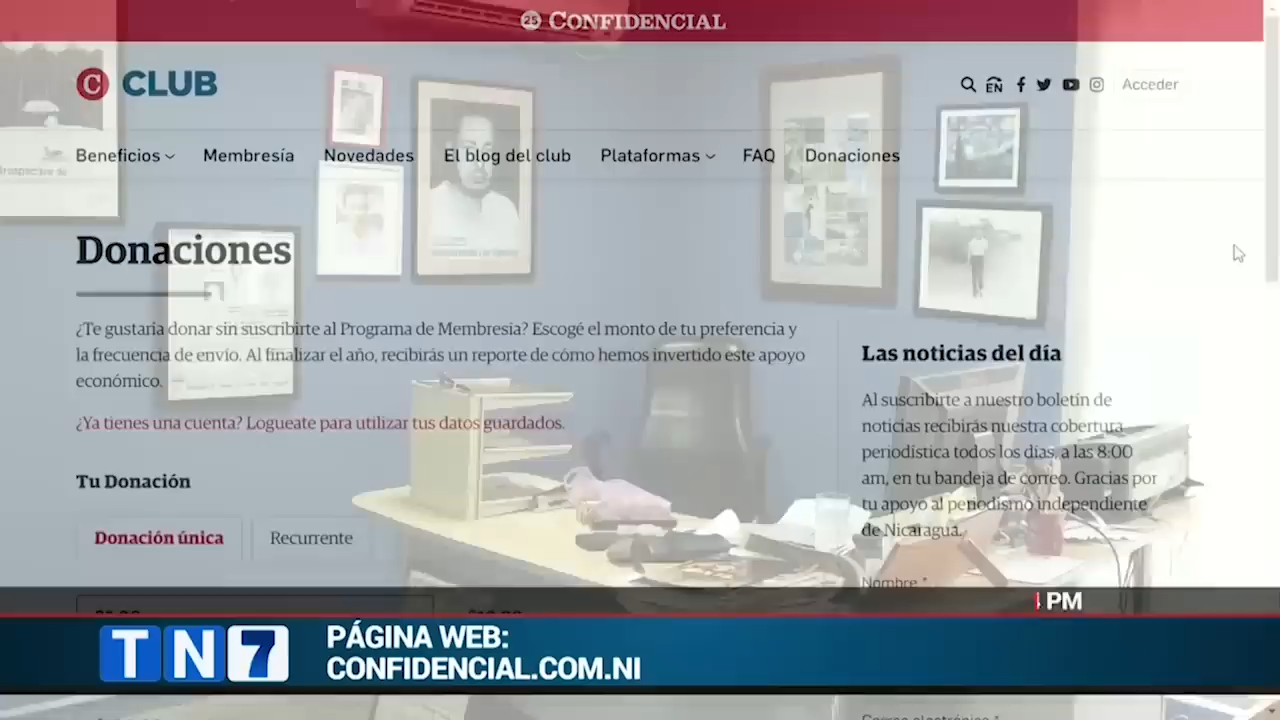 25 CONFIDENCIAL
C CLUB
EN
Acceder
Beneficios
Membresía
Novedades
El blog del club
Plataformas
FAQ
Donaciones
Donaciones
¿Te gustaría donar sin suscribirte al Programa de Membresia? Escogé el monto de tu preferencia y
la frecuencia de envío. Al finalizar el año, recibirás un reporte de cómo hemos invertido este apoyo
económico.
¿Ya tienes una cuenta? Logueate para utilizar tus datos guardados.
Tu Donación
Donación única
Recurrente
Las noticias del día
Al suscribirte a nuestro boletín de
noticias recibirás nuestra cobertura
periodística todos los días, a las 8:00
am, en tu bandeja de correo. Gracias por
tu apoyo al periodismo independiente
de Nicaragua.
Nombre *
PM
TN7
PÁGINA WEB:
CONFIDENCIAL.COM.NI